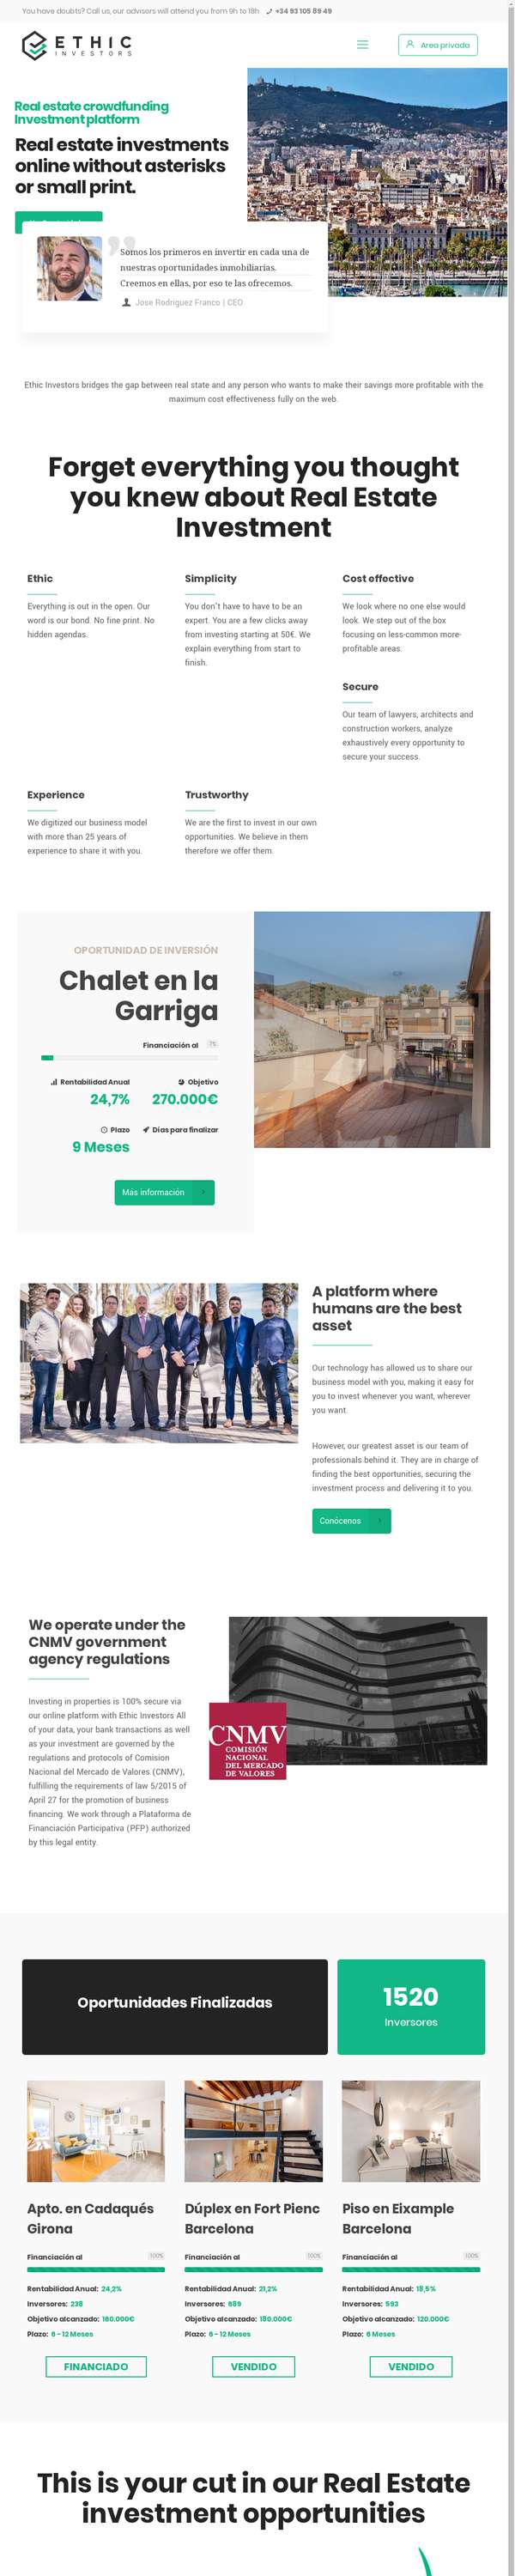 You have doubts? Call us, our advisors will attend you from 9h to 18h +34 93 105 89 49
ETHIC
INVESTORS
Area privada
Real estate crowdfunding
Investment platform
Real estate investments
online without asterisks
or small print.
Somos los primeros en invertir en cada una de
nuestras oportunidades inmobiliarias.
Creemos en ellas, por eso te las ofrecemos.
Jose Rodriguez Franco | CEO
Ethic Investors bridges the gap between real state and any person who wants to make their savings more profitable with the
maximum cost effectiveness fully on the web.
Forget everything you thought
you knew about Real Estate
Investment
Ethic
Everything is out in the open. Our
word is our bond. No fine print. No
hidden agendas.
Simplicity
You don't have to have to be an
expert. You are a few clicks away
from investing starting at 50€. We
explain everything from start to
finish.
Cost effective
We look where no one else would
look. We step out of the box
focusing on less-common more-
profitable areas.
Secure
Our team of lawyers, architects and
construction workers, analyze
exhaustively every opportunity to
secure your success.
Experience
We digitized our business model
with more than 25 years of
experience to share it with you.
Trustworthy
We are the first to invest in our own
opportunities. We believe in them
therefore we offer them.
OPORTUNIDAD DE INVERSIÓN
Chalet en la
Garriga
Financiación al 7%
Rentabilidad Anual
24,7%
Objetivo
270.000€
Plazo
9 Meses
Días para finalizar
Más información
A platform where
humans are the best
asset
Our technology has allowed us to share our
business model with you, making it easy for
you to invest whenever you want, wherever
you want.
However, our greatest asset is our team of
professionals behind it. They are in charge of
finding the best opportunities, securing the
investment process and delivering it to you.
Conócenos
We operate under the
CNMV government
agency regulations
Investing in properties is 100% secure via
our online platform with Ethic Investors All
of your data, your bank transactions as well
as your investment are governed by the
regulations and protocols of Comision
Nacional del Mercado de Valores (CNMV),
fulfilling the requirements of law 5/2015 of
April 27 for the promotion of business
financing. We work through a Plataforma de
Financiación Participativa (PFP) authorized
by this legal entity.
CNMV
COMISIÓN
NACIONAL
DEL MERCADO
DE VALORES
Oportunidades Finalizadas
1520
Inversores
Apto. en Cadaqués
Girona
Financiación al 100%
Rentabilidad Anual: 24,2%
Inversores: 238
Objetivo alcanzado: 160.000€
Plazo: 6 - 12 Meses
FINANCIADO
Dúplex en Fort Pienc
Barcelona
Financiación al 100%
Rentabilidad Anual: 21,2%
Inversores: 689
Objetivo alcanzado: 180.000€
Plazo: 6 - 12 Meses
VENDIDO
Piso en Eixample
Barcelona
Financiación al 100%
Rentabilidad Anual: 18,5%
Inversores: 593
Objetivo alcanzado: 120.000€
Plazo: 6 Meses
VENDIDO
This is your cut in our Real Estate
investment opportunities